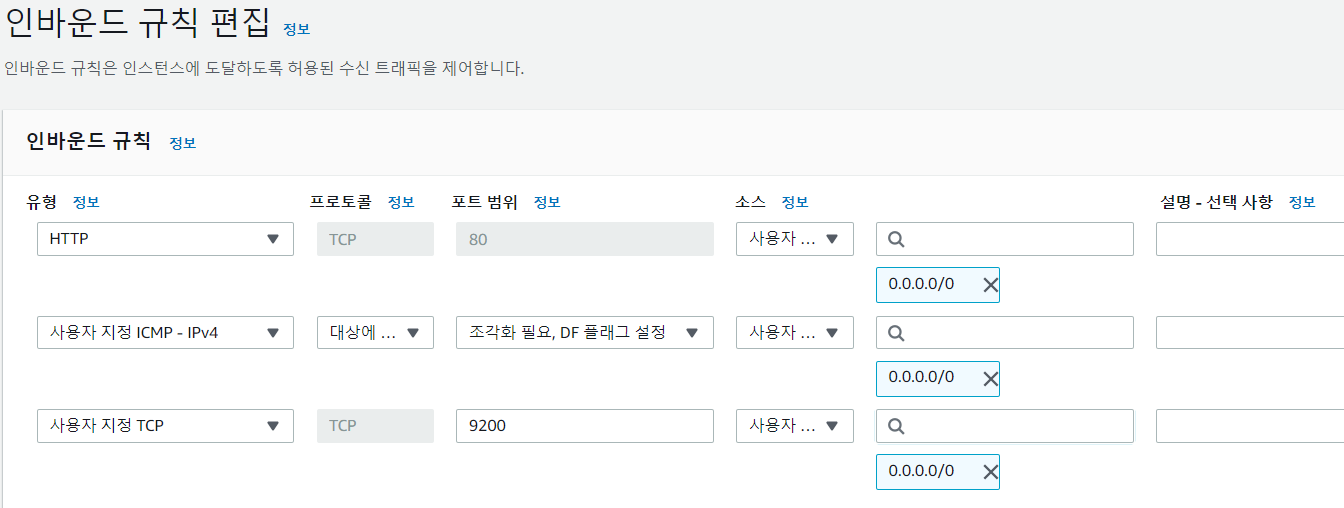 인바운드 규칙 편집 정보
인바운드 규칙은 인스턴스에 도달하도록 허용된 수신 트래픽을 제어합니다.
인바운드 규칙 정보
유형 정보 프로토콜 정보 포트 범위 정보 소스 정보 설명 - 선택 사항 정보
HTTP TCP 80 사용자 ...
0.0.0.0/0
사용자 지정 ICMP - IPv4 대상에 ... 조각화 필요, DF 플래그 설정 사용자 ...
0.0.0.0/0
사용자 지정 TCP TCP 9200 사용자 ...
0.0.0.0/0